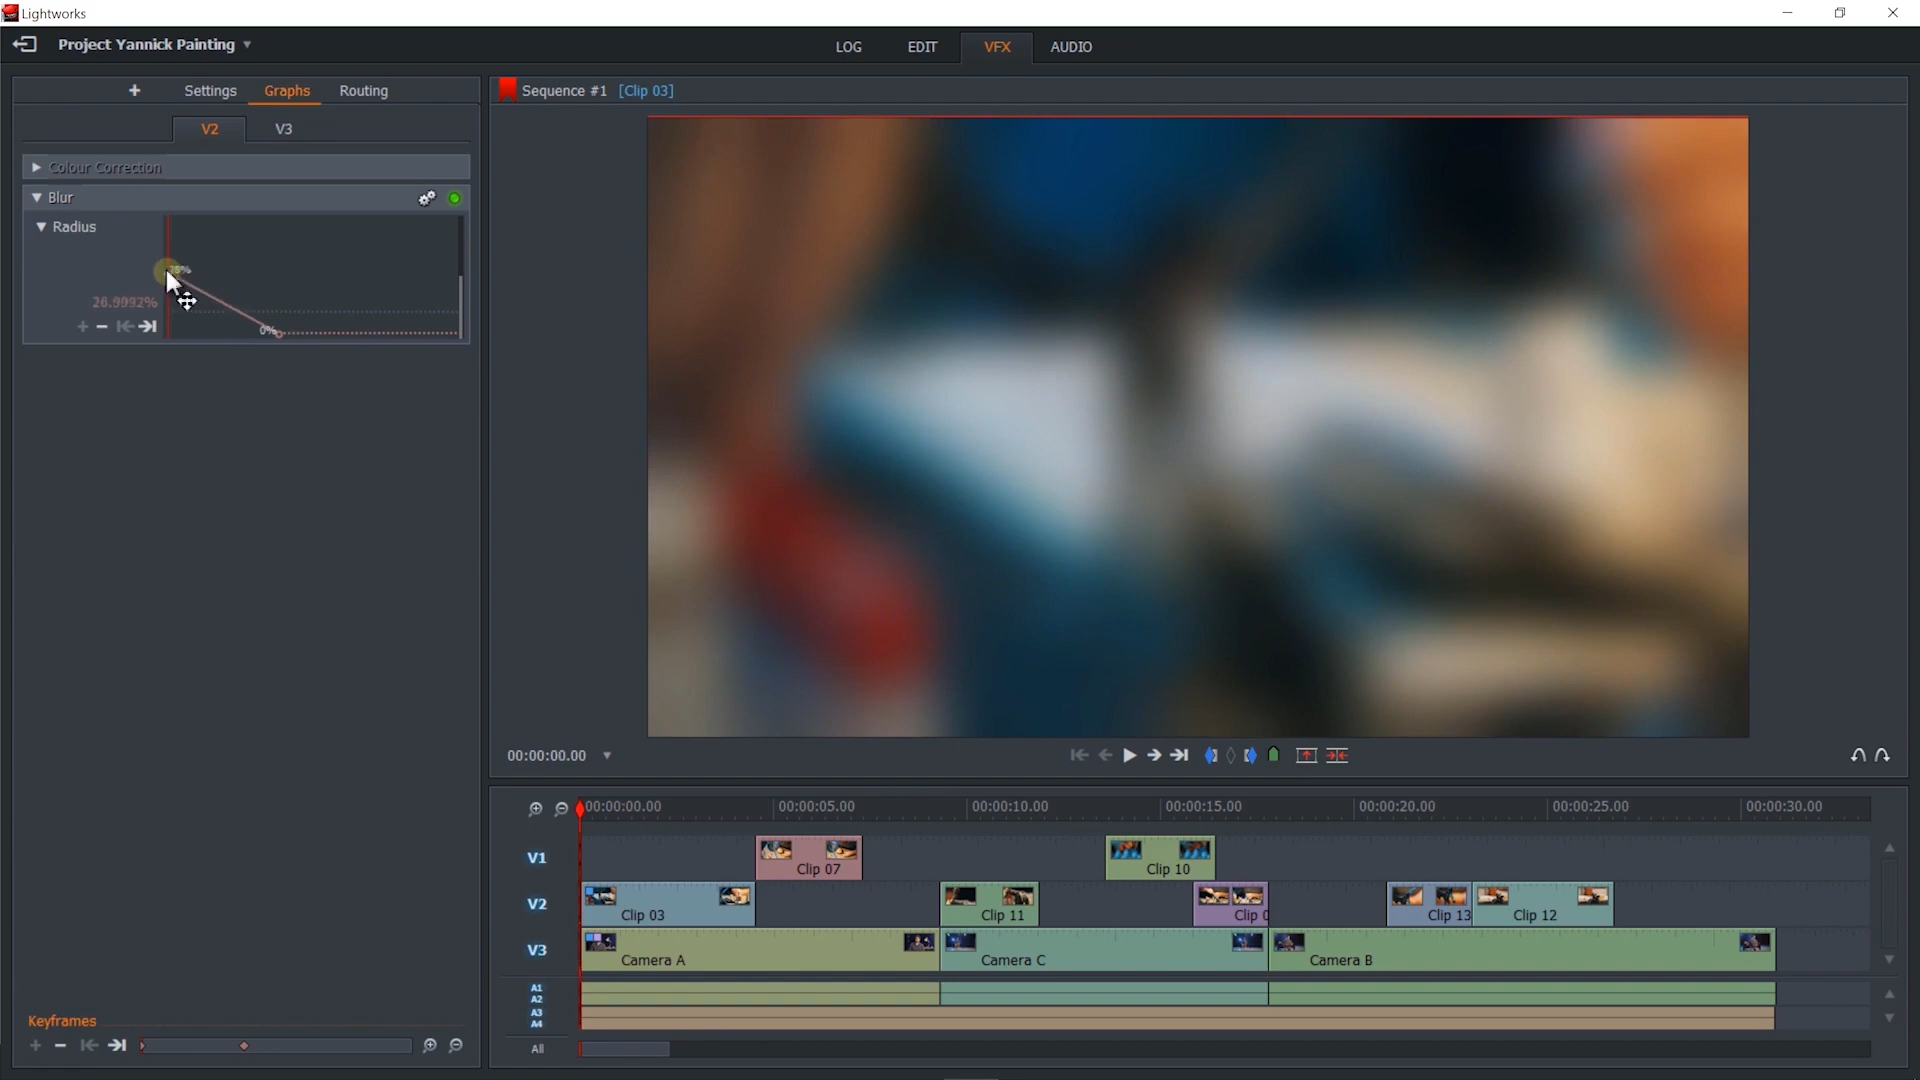 Lightworks
Project Yannick Painting
LOG EDIT VFX AUDIO
+ Settings Graphs Routing
Sequence #1 [Clip 03]
V2 V3
Colour Correction
Blur
Radius
26.9992%
0%
00:00:00.00
00:00:00.00 00:00:05.00 00:00:10.00 00:00:15.00 00:00:20.00 00:00:25.00 00:00:30.00
V1 Clip 07 Clip 10
V2 Clip 03 Clip 11 Clip Clip 13 Clip 12
V3 Camera A Camera C Camera B
A1
A2
A3
A4
All
Keyframes